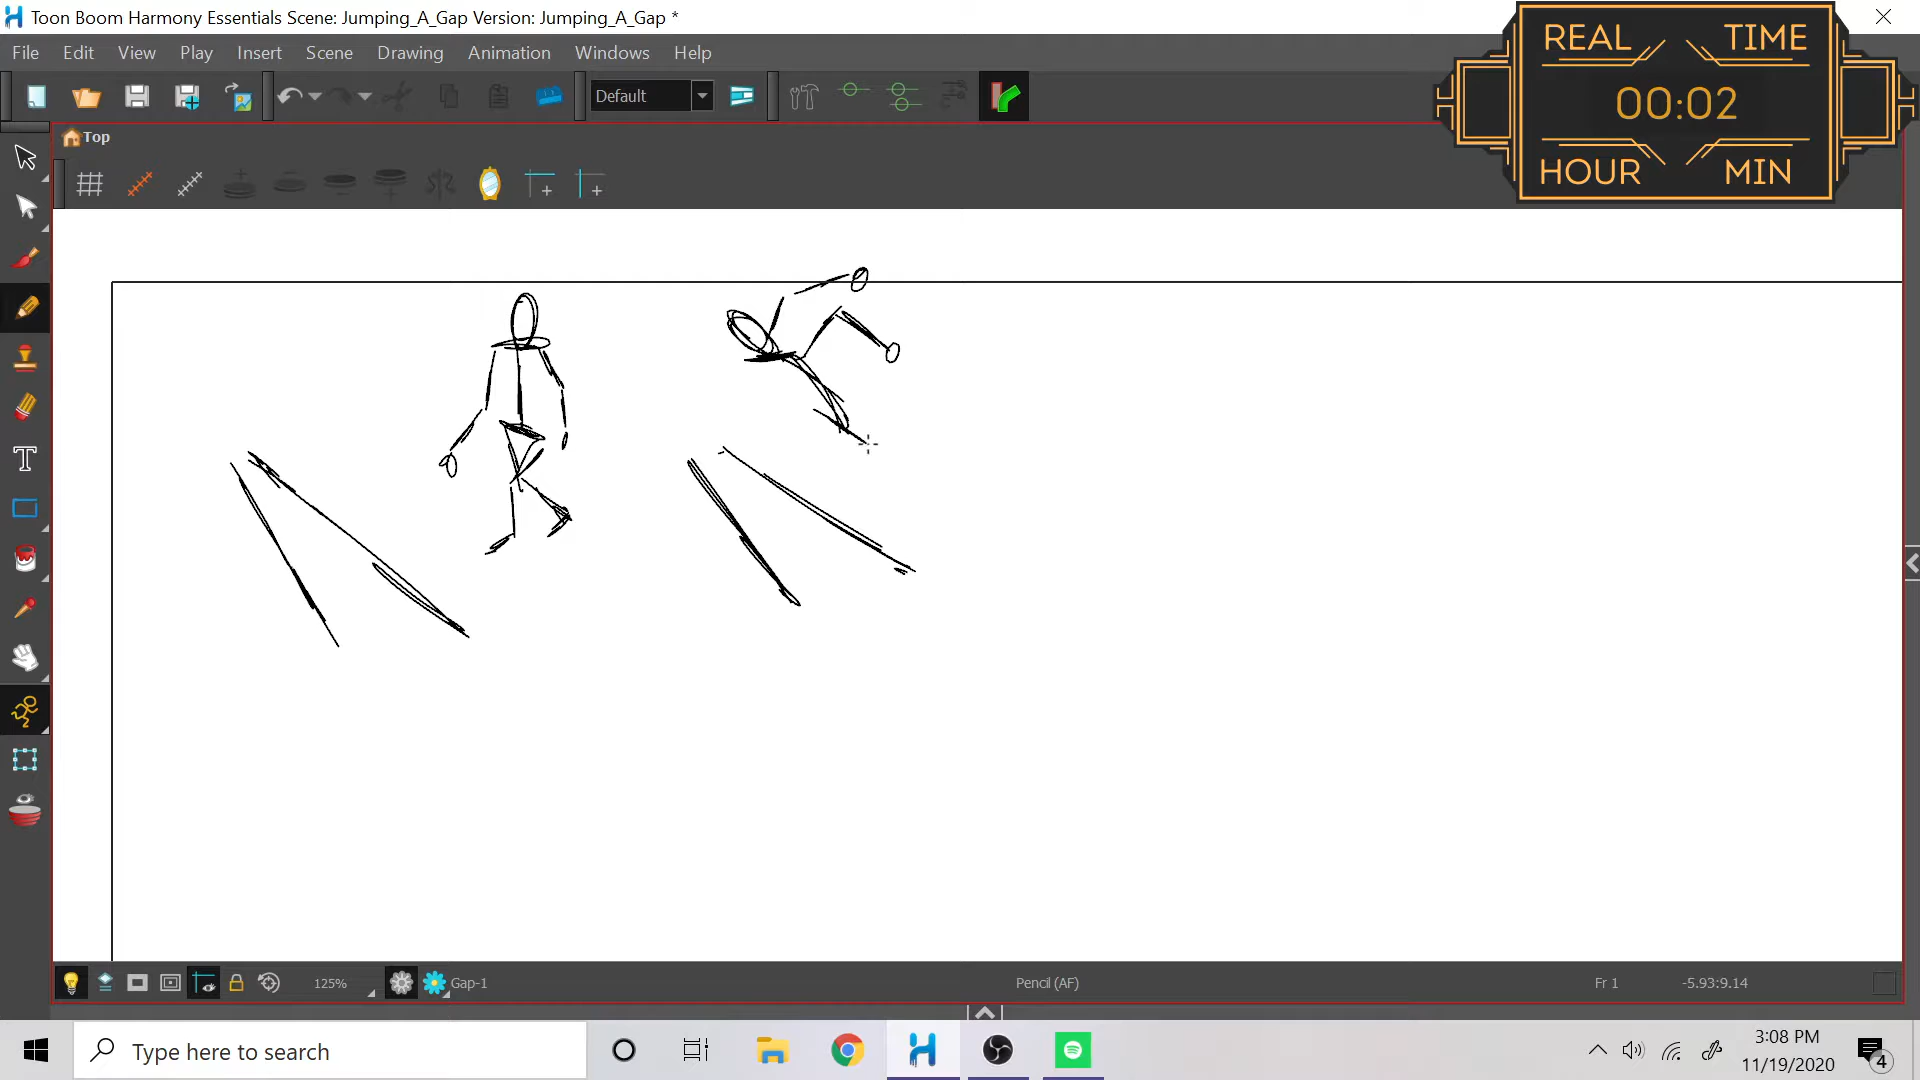 Toon Boom Harmony Essentials Scene: Jumping_A_Gap Version: Jumping_A_Gap *
File Edit View Play Insert Scene Drawing Animation Windows Help
REAL TIME
00:02
HOUR MIN
Default
Top
T
125%
Gap-1
Pencil (AF)
Fr 1
-5.93:9.14
Type here to search
3:08 PM
11/19/2020
4